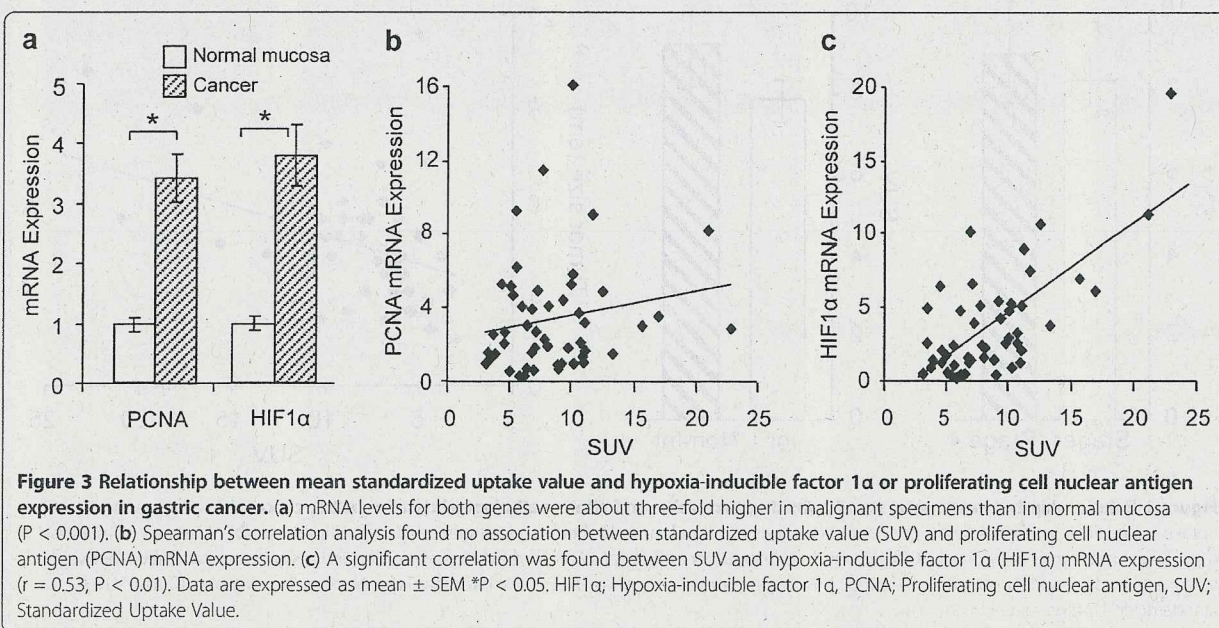 a
Normal mucosa
Cancer
mRNA Expression
5
4
3
2
1
0
*
*
PCNA
HIF1α
b
PCNA mRNA Expression
16
12
8
4
0
0 5 10 15 20 25
SUV
c
HIF1α mRNA Expression
20
15
10
5
0
0 5 10 15 20 25
SUV
Figure 3 Relationship between mean standardized uptake value and hypoxia-inducible factor 1α or proliferating cell nuclear antigen
expression in gastric cancer. (a) mRNA levels for both genes were about three-fold higher in malignant specimens than in normal mucosa
(P < 0.001). (b) Spearman's correlation analysis found no association between standardized uptake value (SUV) and proliferating cell nuclear
antigen (PCNA) mRNA expression. (c) A significant correlation was found between SUV and hypoxia-inducible factor 1α (HIF1α) mRNA expression
(r = 0.53, P < 0.01). Data are expressed as mean ± SEM *P < 0.05. HIF1α; Hypoxia-inducible factor 1α, PCNA; Proliferating cell nuclear antigen, SUV;
Standardized Uptake Value.